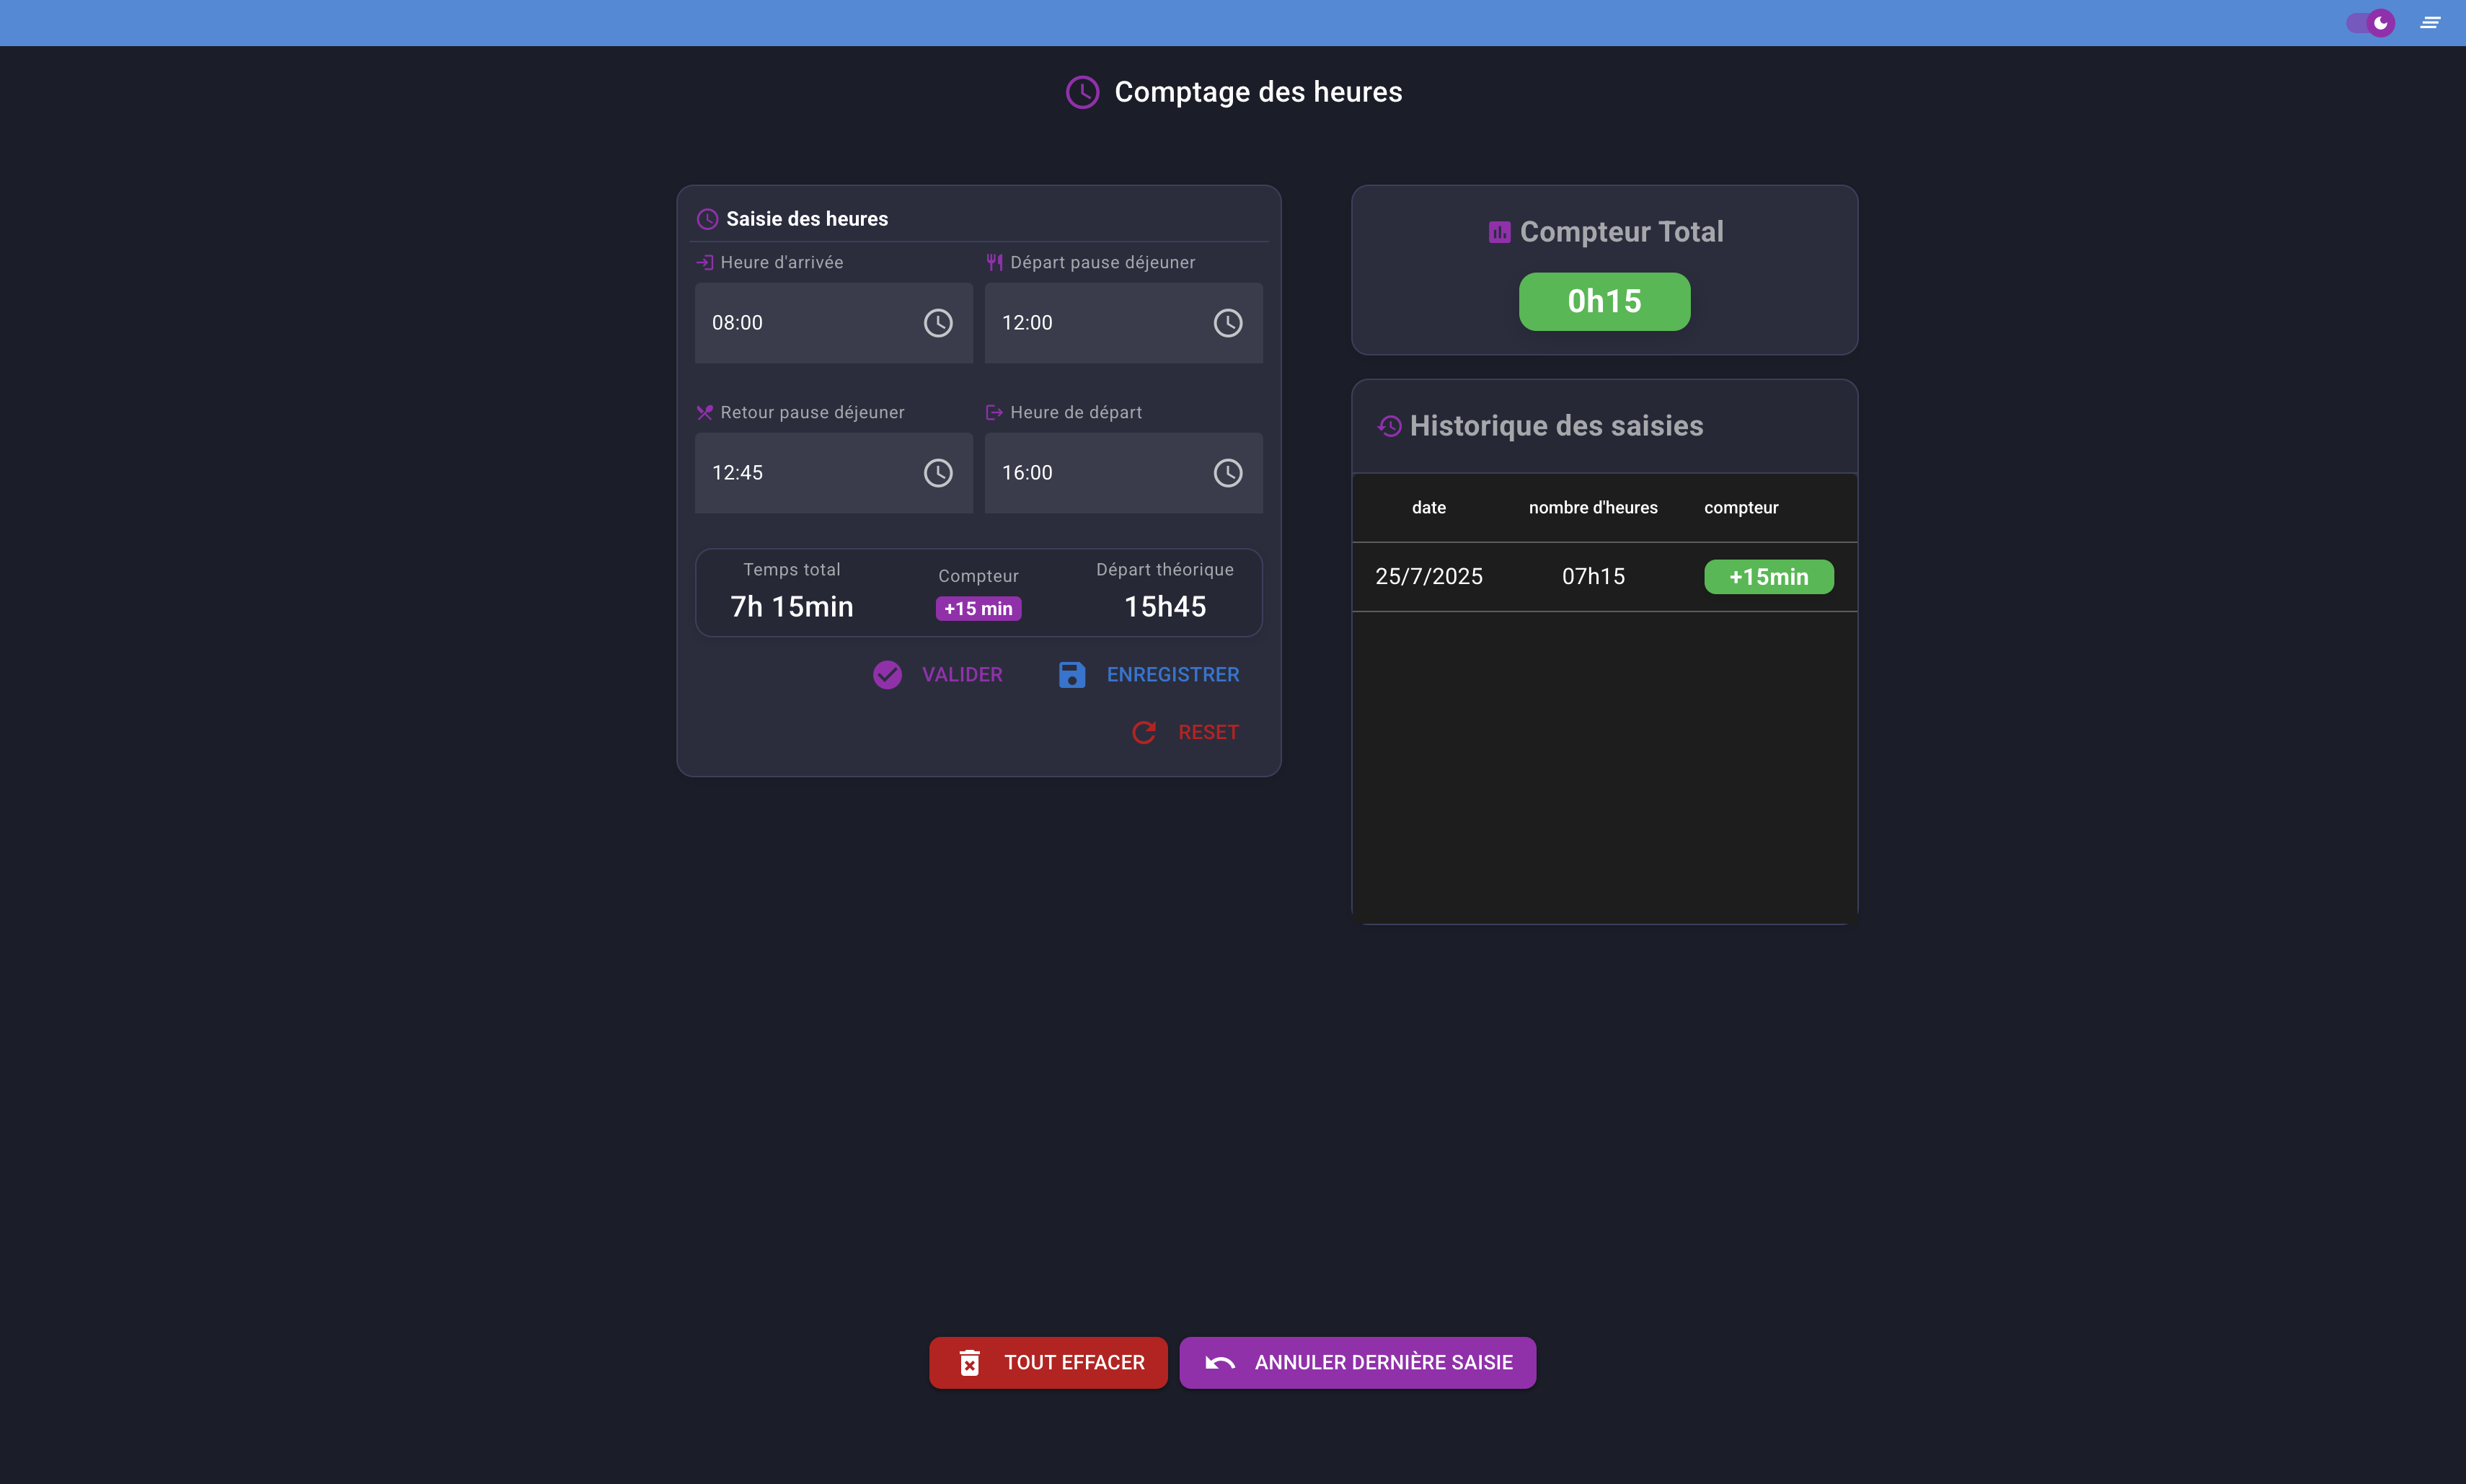 Comptage des heures
Saisie des heures
Heure d'arrivée
Départ pause déjeuner
08:00
12:00
Retour pause déjeuner
Heure de départ
12:45
16:00
Temps total
Compteur
Départ théorique
7h 15min
+15 min
15h45
VALIDER
ENREGISTRER
RESET
Compteur Total
0h15
Historique des saisies
date nombre d'heures compteur
25/7/2025 07h15 +15min
TOUT EFFACER
ANNULER DERNIÈRE SAISIE